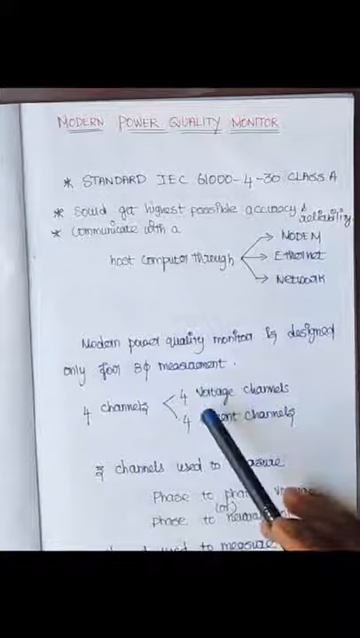 MODERN POWER QUALITY MONITOR
* STANDARD IEC 61000-4-30 CLASS A
* Sould get highest possible accuracy & reliability
* Communicate with a
host computer through
MODEM
Ethernet
Network
Modern power quality monitor is designed
only for 3ϕ measurement.
4 channels
4 Voltage channels
4 channels
channels used to
Phase to
(or)
Phase to neutral
used to measure